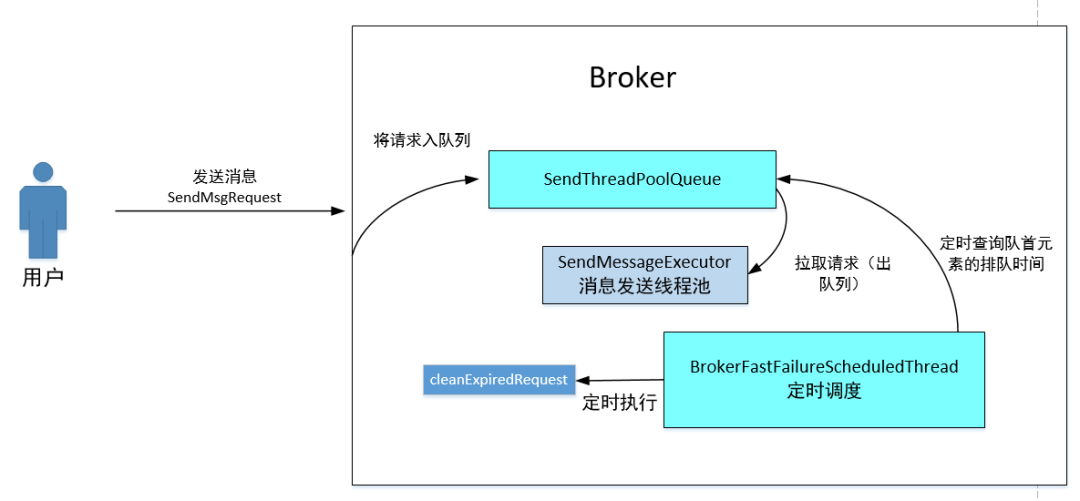 Broker
将请求入队列
发送消息
SendMsgRequest
SendThreadPoolQueue
用户
SendMessageExecutor
消息发送线程池
拉取请求（出
队列）
定时查询队首元
素的排队时间
BrokerFastFailureScheduledThread
定时调度
cleanExpiredRequest
定时执行